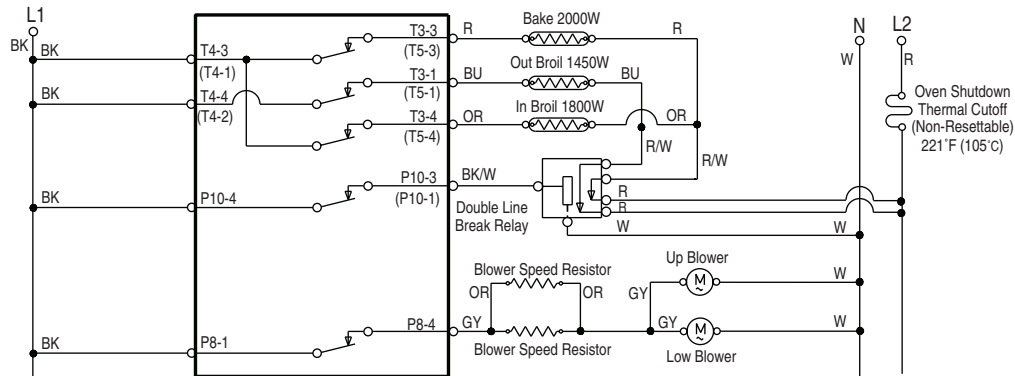 L1
N
L2
BK
BK
T4-3
(T4-1)
T3-3
(T5-3)
R
Bake 2000W
R
W
R
BK
T4-4
(T4-2)
T3-1
(T5-1)
BU
Out Broil 1450W
BU
T3-4
(T5-4)
OR
In Broil 1800W
OR
Oven Shutdown
Thermal Cutoff
(Non-Resettable)
221˚F (105˚C)
R/W
R/W
BK
P10-4
P10-3
(P10-1)
BK/W
Double Line
Break Relay
R
R
W
W
Blower Speed Resistor
OR
OR
Up Blower
GY
W
BK
P8-1
P8-4
GY
Blower Speed Resistor
GY
Low Blower
W
M
~
M
~